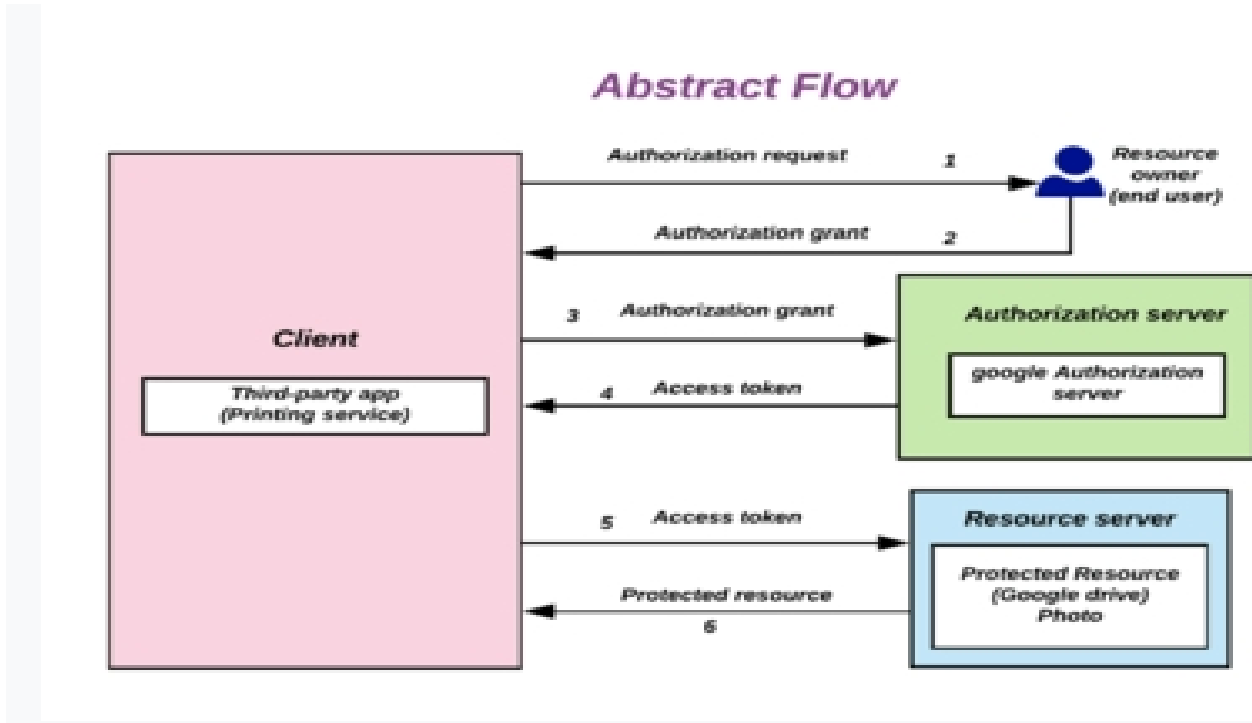 Abstract Flow
Authorization request 1
Resource
owner
(end user)
Authorization grant 2
3 Authorization grant
Authorization server
google Authorization
server
Client
Third-party app
(Printing service)
4 Access token
5 Access token
Resource server
Protected Resource
(Google drive)
Photo
Protected resource
6